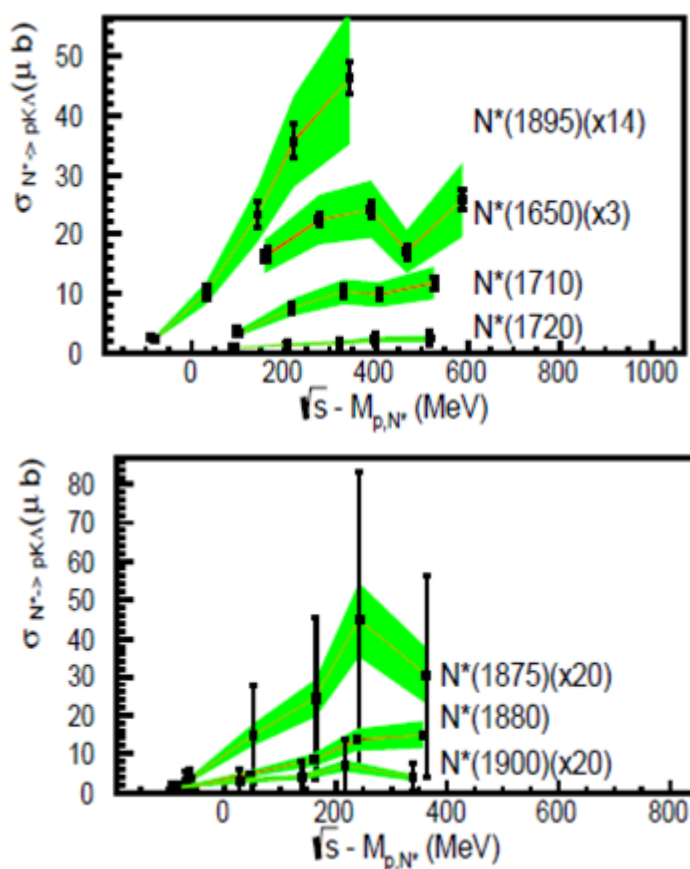 σ N*-> pKΛ(μ b)
50
40
30
20
10
0
N*(1895)(x14)
N*(1650)(x3)
N*(1710)
N*(1720)
0 200 400 600 800 1000
√s - Mp,N* (MeV)
σ N*-> pKΛ(μ b)
80
70
60
50
40
30
20
10
0
N*(1875)(x20)
N*(1880)
N*(1900)(x20)
0 200 400 600 800
√s - Mp,N* (MeV)